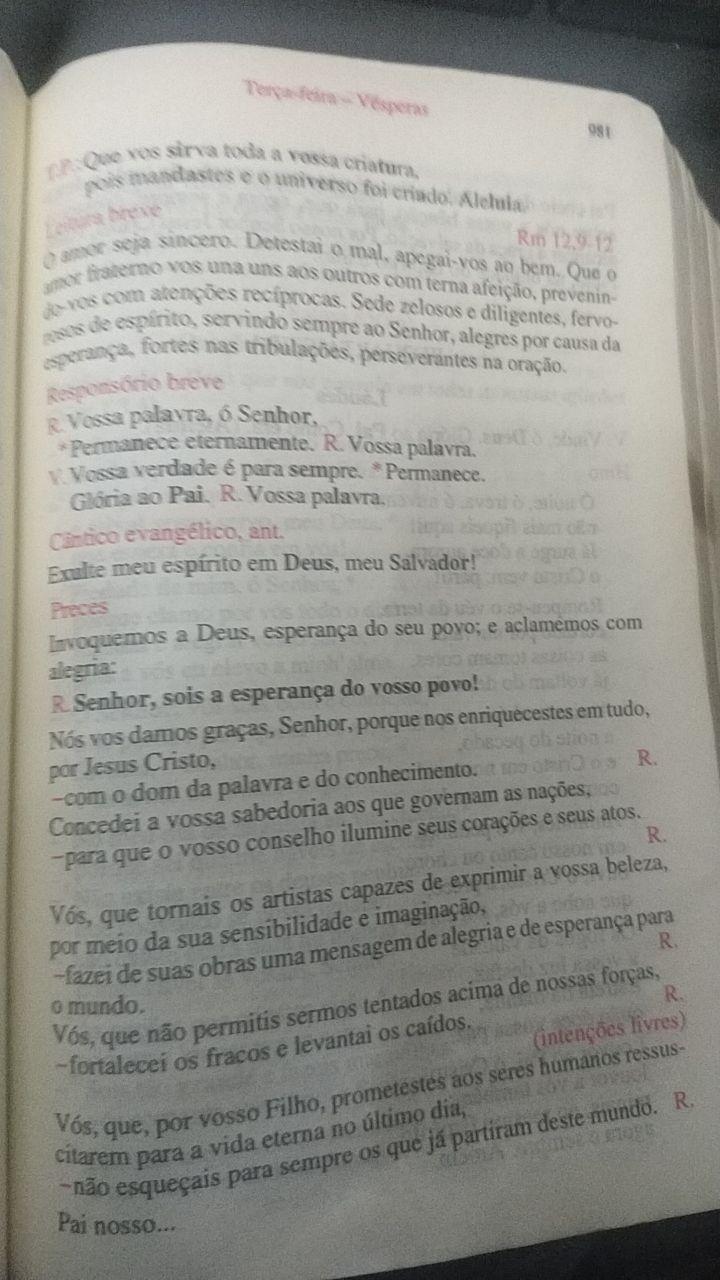 Terça-feira – Vésperas
981
T.P.: Que vos sirva toda a vossa criatura,
pois mandastes e o universo foi criado. Aleluia.
Leitura breve
Rm 12,9-12
O amor seja sincero. Detestai o mal, apegai-vos ao bem. Que o
amor fraterno vos una uns aos outros com terna afeição, prevenin-
do-vos com atenções recíprocas. Sede zelosos e diligentes, fervo-
rosos de espírito, servindo sempre ao Senhor, alegres por causa da
esperança, fortes nas tribulações, perseverantes na oração.
Responsório breve
R. Vossa palavra, ó Senhor,
*Permanece eternamente. R. Vossa palavra.
V. Vossa verdade é para sempre. *Permanece.
Glória ao Pai. R. Vossa palavra.
Cântico evangélico, ant.
Exulte meu espírito em Deus, meu Salvador!
Preces
Invoquemos a Deus, esperança do seu povo; e aclamemos com
alegria:
R. Senhor, sois a esperança do vosso povo!
Nós vos damos graças, Senhor, porque nos enriquecestes em tudo,
por Jesus Cristo,
–com o dom da palavra e do conhecimento. R.
Concedei a vossa sabedoria aos que governam as nações,
–para que o vosso conselho ilumine seus corações e seus atos.
R.
Vós, que tornais os artistas capazes de exprimir a vossa beleza,
por meio da sua sensibilidade e imaginação,
–fazei de suas obras uma mensagem de alegria e de esperança para
o mundo. R.
Vós, que não permitis sermos tentados acima de nossas forças,
–fortalecei os fracos e levantai os caídos. R.
(intenções livres)
Vós, que, por vosso Filho, prometestes aos seres humanos ressus-
citarem para a vida eterna no último dia,
–não esqueçais para sempre os que já partiram deste mundo. R.
Pai nosso...